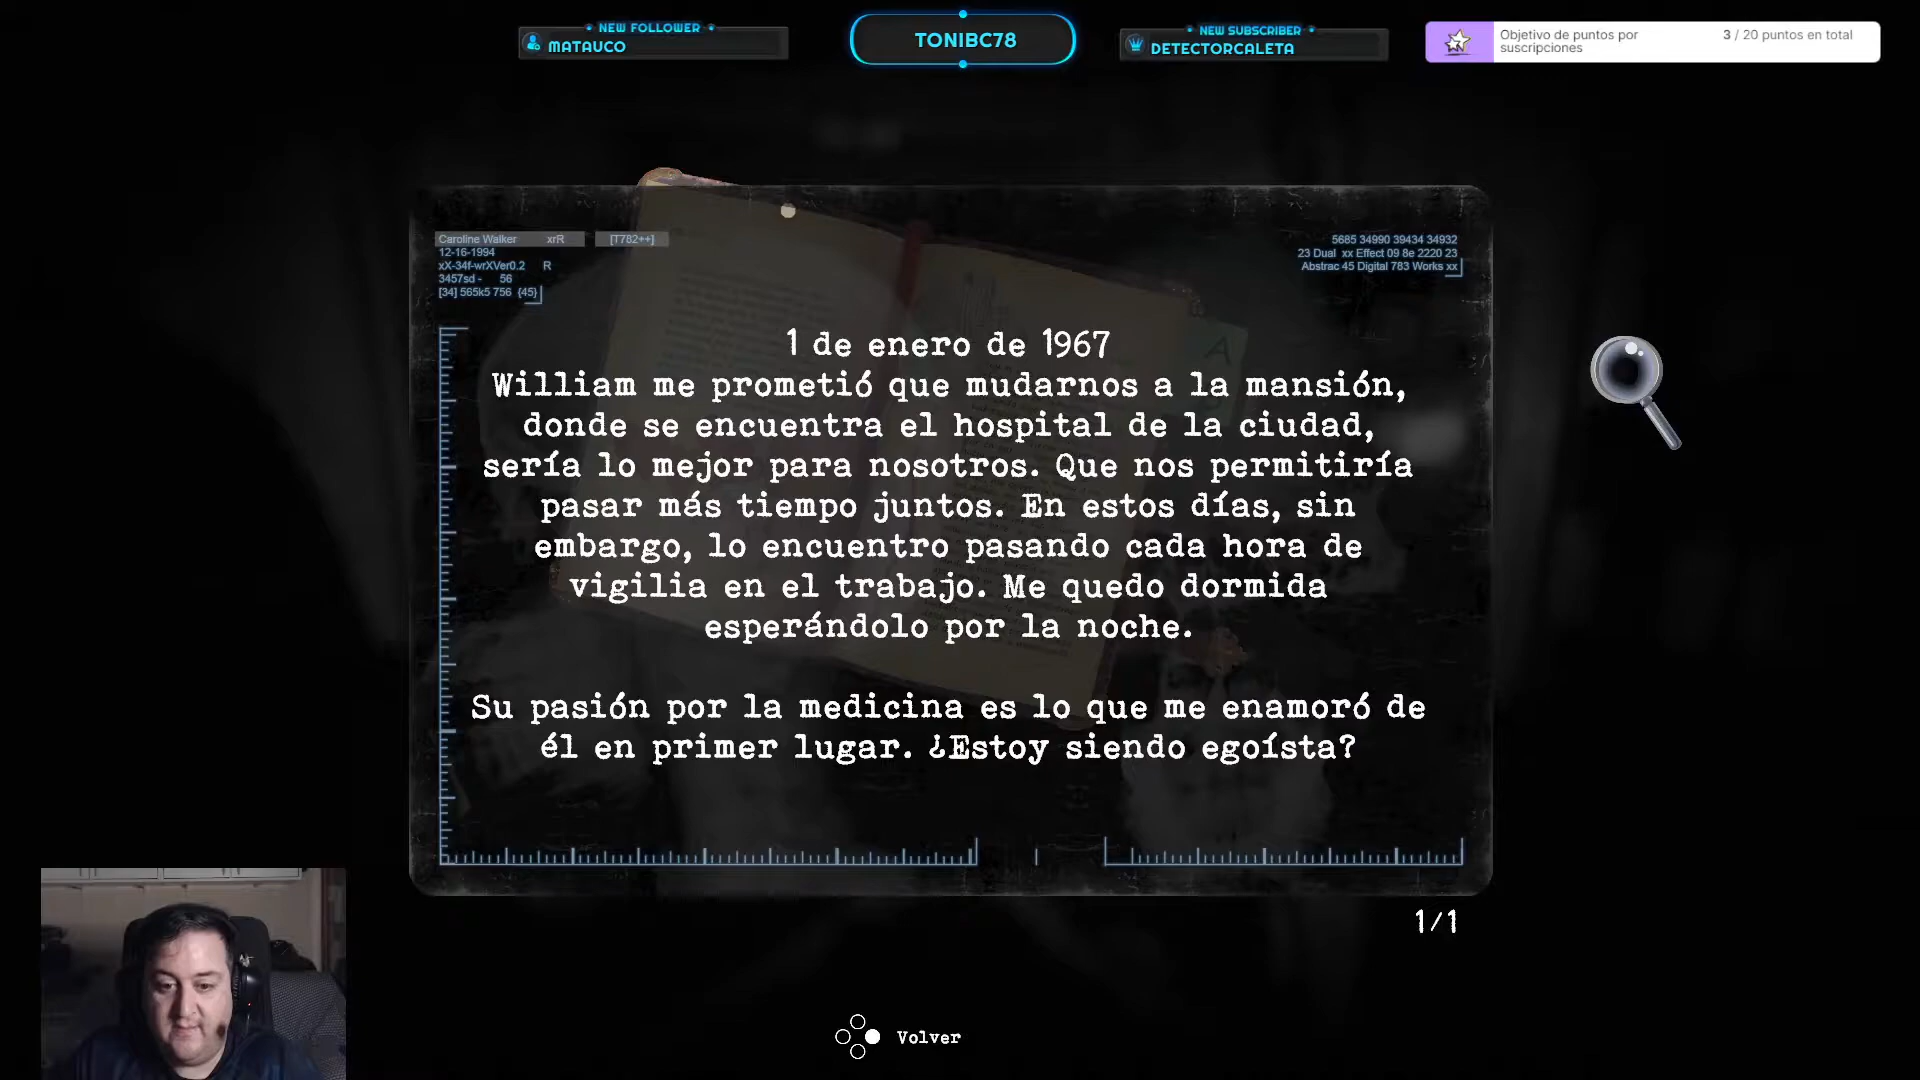 NEW FOLLOWER
MATAUCO
TONIBC78
NEW SUBSCRIBER
DETECTORCALETA
Objetivo de puntos por
suscripciones
3 / 20 puntos en total
Caroline Walker xrR [T782++]
12-16-1994
xX-34f-wrXVer0.2 R
3457sd - 56
[34] 565k5 756 {45}
5685 34990 39434 34932
23 Dual xx Effect 09 8e 2220 23
Abstrac 45 Digital 783 Works xx
1 de enero de 1967
William me prometió que mudarnos a la mansión,
donde se encuentra el hospital de la ciudad,
sería lo mejor para nosotros. Que nos permitiría
pasar más tiempo juntos. En estos días, sin
embargo, lo encuentro pasando cada hora de
vigilia en el trabajo. Me quedo dormida
esperándolo por la noche.
Su pasión por la medicina es lo que me enamoró de
él en primer lugar. ¿Estoy siendo egoísta?
1/1
Volver